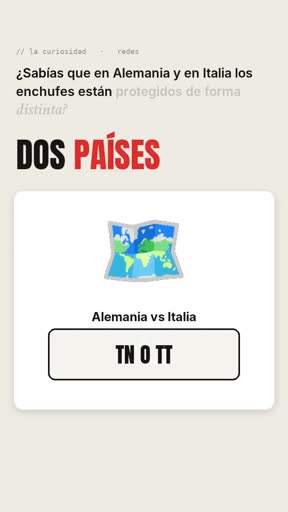 // la curiosidad · redes
¿Sabías que en Alemania y en Italia los
enchufes están protegidos de forma
distinta?
DOS PAÍSES
Alemania vs Italia
TN O TT